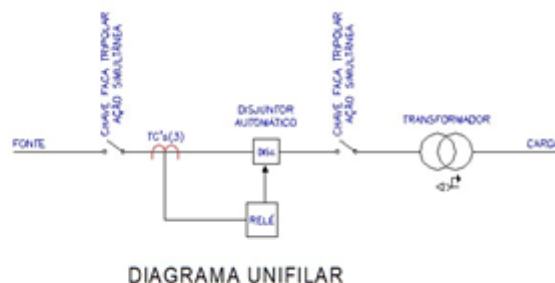 CHAVE FACA TRIPOLAR
AÇÃO SIMULTÂNEA
CHAVE FACA TRIPOLAR
AÇÃO SIMULTÂNEA
DISJUNTOR
AUTOMÁTICO
TRANSFORMADOR
TC's(3)
FONTE
CARGA
RELÉ
DIAGRAMA UNIFILAR